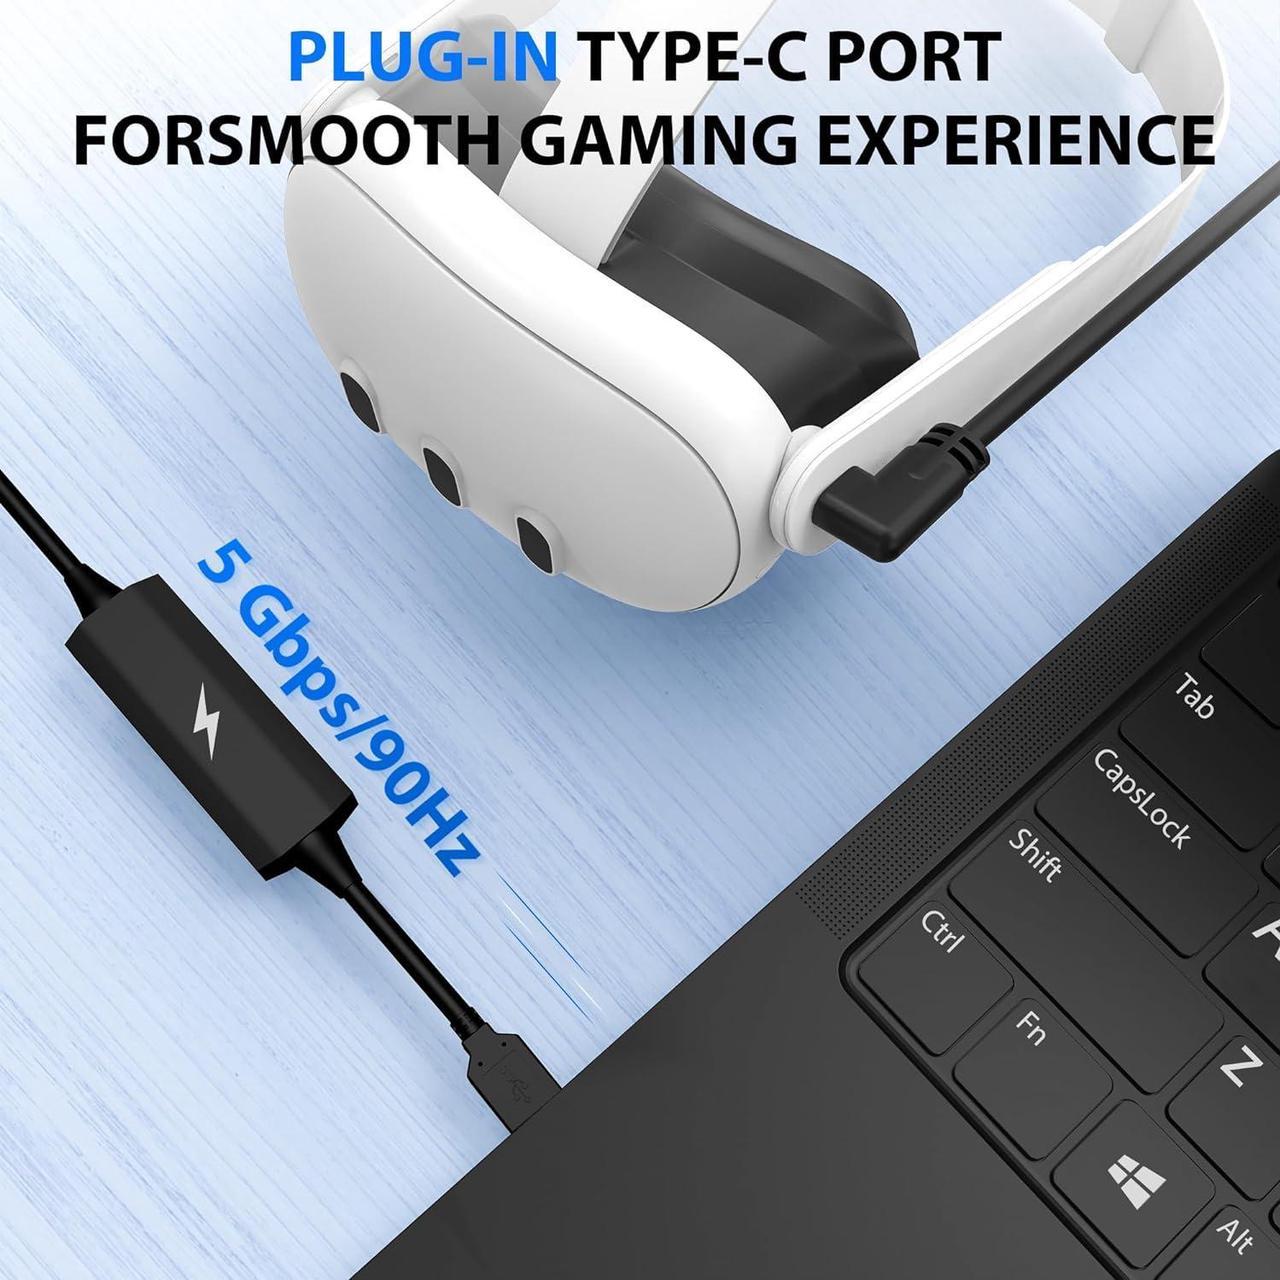 PLUG-IN TYPE-C PORT
FORSMOOTH GAMING EXPERIENCE
5 Gbps/90Hz
Tab
CapsLock
Shift
A
Ctrl
Fn
Z
Alt